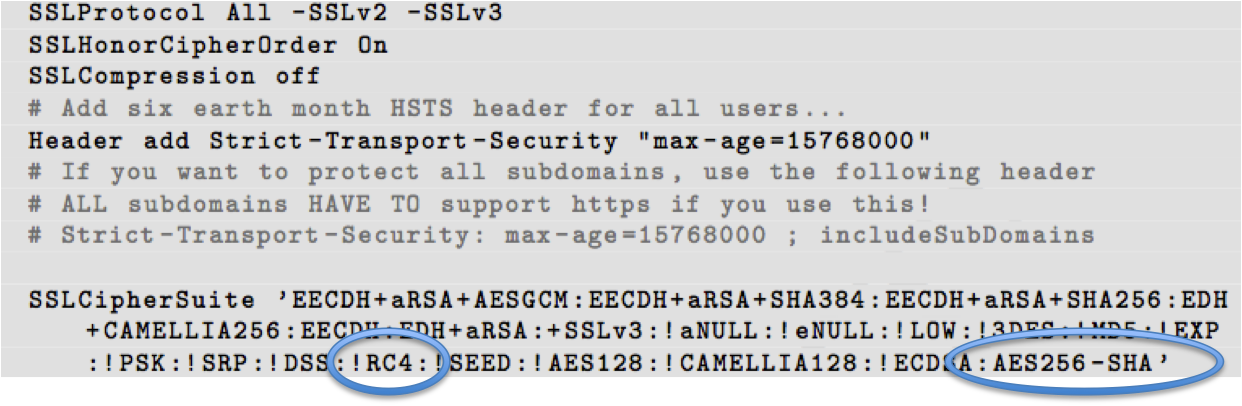 SSLProtocol All -SSLv2 -SSLv3
SSLHonorCipherOrder On
SSLCompression off
# Add six earth month HSTS header for all users...
Header add Strict-Transport-Security "max-age=15768000"
# If you want to protect all subdomains, use the following header
# ALL subdomains HAVE TO support https if you use this!
# Strict-Transport-Security: max-age=15768000 ; includeSubDomains
SSLCipherSuite 'EECDH+aRSA+AESGCM:EECDH+aRSA+SHA384:EECDH+aRSA+SHA256:EDH
+CAMELLIA256:EECDH:EDH+aRSA:+SSLv3:!aNULL:!eNULL:!LOW:!3DES:!MD5:!EXP
:!PSK:!SRP:!DSS:!RC4:!SEED:!AES128:!CAMELLIA128:!ECDSA:AES256-SHA'